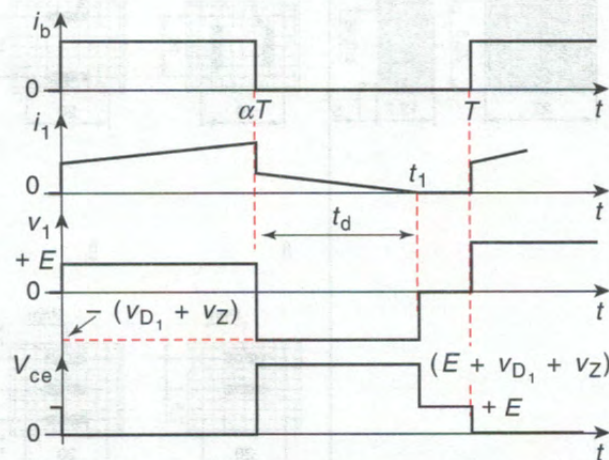 i_b
0
αT
T
t
i_1
0
t_1
t
t_d
v_1
+ E
0
t
− (v_D₁ + v_Z)
(E + v_D₁ + v_Z)
V_ce
+ E
0
t